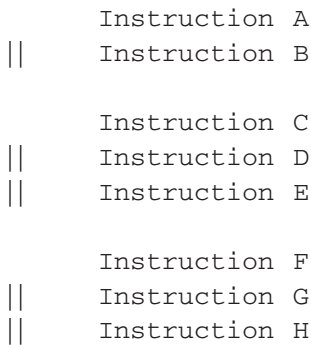 Instruction A
|| Instruction B
Instruction C
|| Instruction D
|| Instruction E
Instruction F
|| Instruction G
|| Instruction H